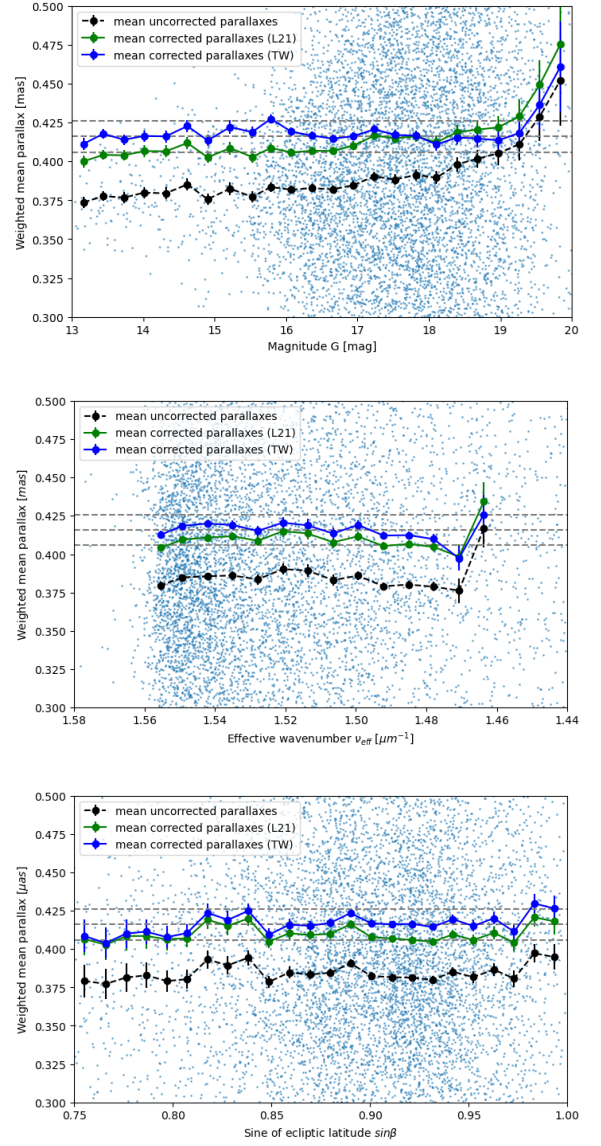 0.500
0.475
0.450
0.425
0.400
0.375
0.350
0.325
0.300
Weighted mean parallax [mas]
mean uncorrected parallaxes
mean corrected parallaxes (L21)
mean corrected parallaxes (TW)
13 14 15 16 17 18 19 20
Magnitude G [mag]
0.500
0.475
0.450
0.425
0.400
0.375
0.350
0.325
0.300
Weighted mean parallax [mas]
mean uncorrected parallaxes
mean corrected parallaxes (L21)
mean corrected parallaxes (TW)
1.58 1.56 1.54 1.52 1.50 1.48 1.46 1.44
Effective wavenumber νeff [μm⁻¹]
0.500
0.475
0.450
0.425
0.400
0.375
0.350
0.325
0.300
Weighted mean parallax [μas]
mean uncorrected parallaxes
mean corrected parallaxes (L21)
mean corrected parallaxes (TW)
0.75 0.80 0.85 0.90 0.95 1.00
Sine of ecliptic latitude sinβ